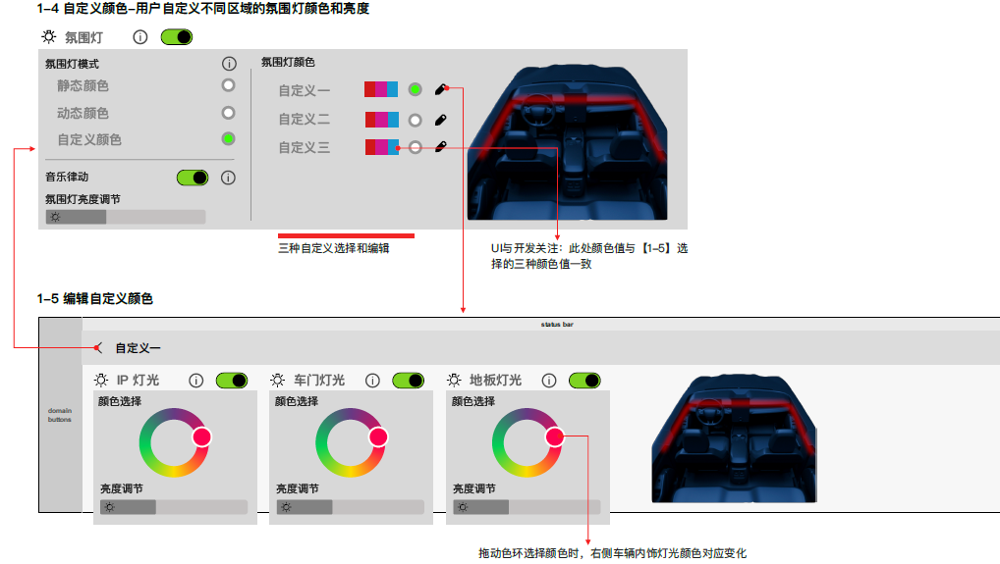 1-4 自定义颜色-用户自定义不同区域的氛围灯颜色和亮度
氛围灯
氛围灯模式
静态颜色
动态颜色
自定义颜色
音乐律动
氛围灯亮度调节
氛围灯颜色
自定义一
自定义二
自定义三
三种自定义选择和编辑
UI与开发关注：此处颜色值与【1-5】选
择的三种颜色值一致
1-5 编辑自定义颜色
status bar
自定义一
domain
buttons
IP 灯光
颜色选择
亮度调节
车门灯光
颜色选择
亮度调节
地板灯光
颜色选择
亮度调节
拖动色环选择颜色时，右侧车辆内饰灯光颜色对应变化